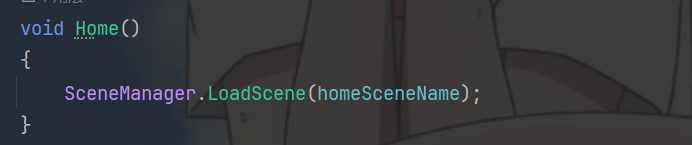 void Home()
{
SceneManager.LoadScene(homeSceneName);
}